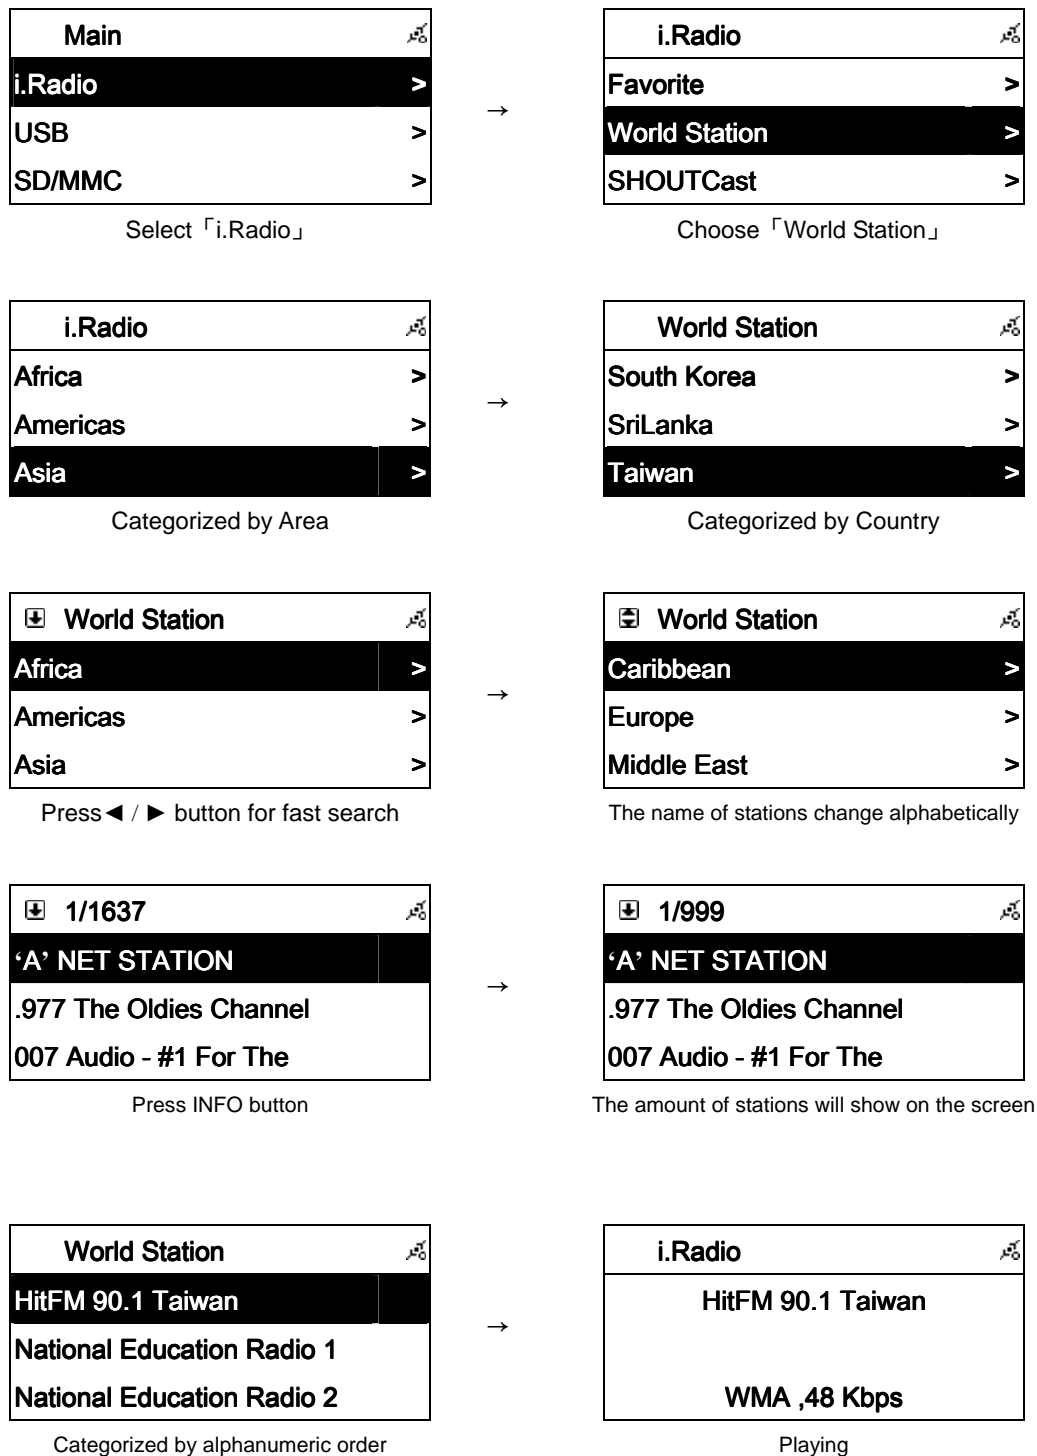 Main
i.Radio >
USB >
SD/MMC >
Select「i.Radio」
→
i.Radio
Favorite >
World Station >
SHOUTCast >
Choose「World Station」
i.Radio
Africa >
Americas >
Asia >
Categorized by Area
→
World Station
South Korea >
SriLanka >
Taiwan >
Categorized by Country
World Station
Africa >
Americas >
Asia >
Press◄ / ► button for fast search
→
World Station
Caribbean >
Europe >
Middle East >
The name of stations change alphabetically
1/1637
‘A’ NET STATION
.977 The Oldies Channel
007 Audio - #1 For The
Press INFO button
→
1/999
‘A’ NET STATION
.977 The Oldies Channel
007 Audio - #1 For The
The amount of stations will show on the screen
World Station
HitFM 90.1 Taiwan
National Education Radio 1
National Education Radio 2
Categorized by alphanumeric order
→
i.Radio
HitFM 90.1 Taiwan
WMA ,48 Kbps
Playing